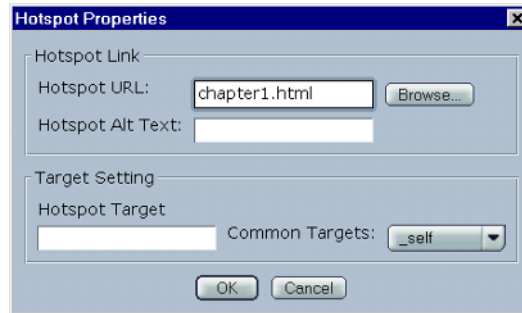 Hotspot Properties
Hotspot Link
Hotspot URL: chapter1.html Browse...
Hotspot Alt Text:
Target Setting
Hotspot Target
Common Targets: _self
OK Cancel